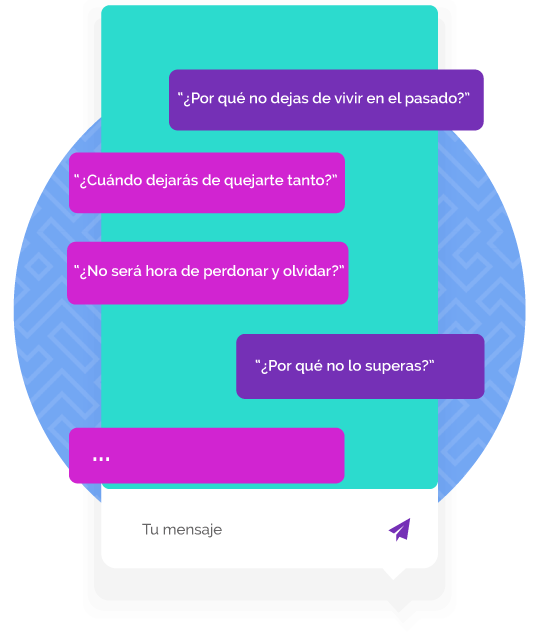 “¿Por qué no dejas de vivir en el pasado?”
“¿Cuándo dejarás de quejarte tanto?”
“¿No será hora de perdonar y olvidar?”
“¿Por qué no lo superas?”
...
Tu mensaje